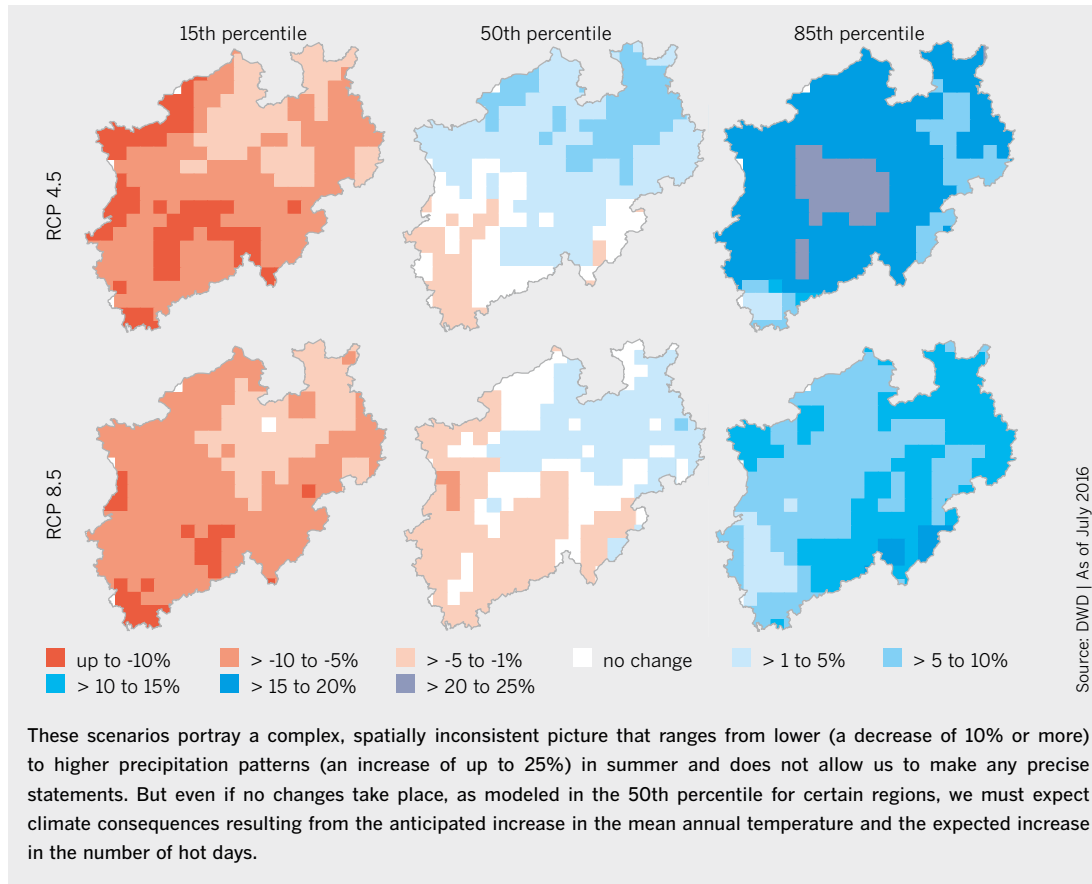 15th percentile
50th percentile
85th percentile
RCP 4.5
RCP 8.5
Source: DWD | As of July 2016
up to -10%
> -10 to -5%
> -5 to -1%
no change
> 1 to 5%
> 5 to 10%
> 10 to 15%
> 15 to 20%
> 20 to 25%
These scenarios portray a complex, spatially inconsistent picture that ranges from lower (a decrease of 10% or more)
to higher precipitation patterns (an increase of up to 25%) in summer and does not allow us to make any precise
statements. But even if no changes take place, as modeled in the 50th percentile for certain regions, we must expect
climate consequences resulting from the anticipated increase in the mean annual temperature and the expected increase
in the number of hot days.